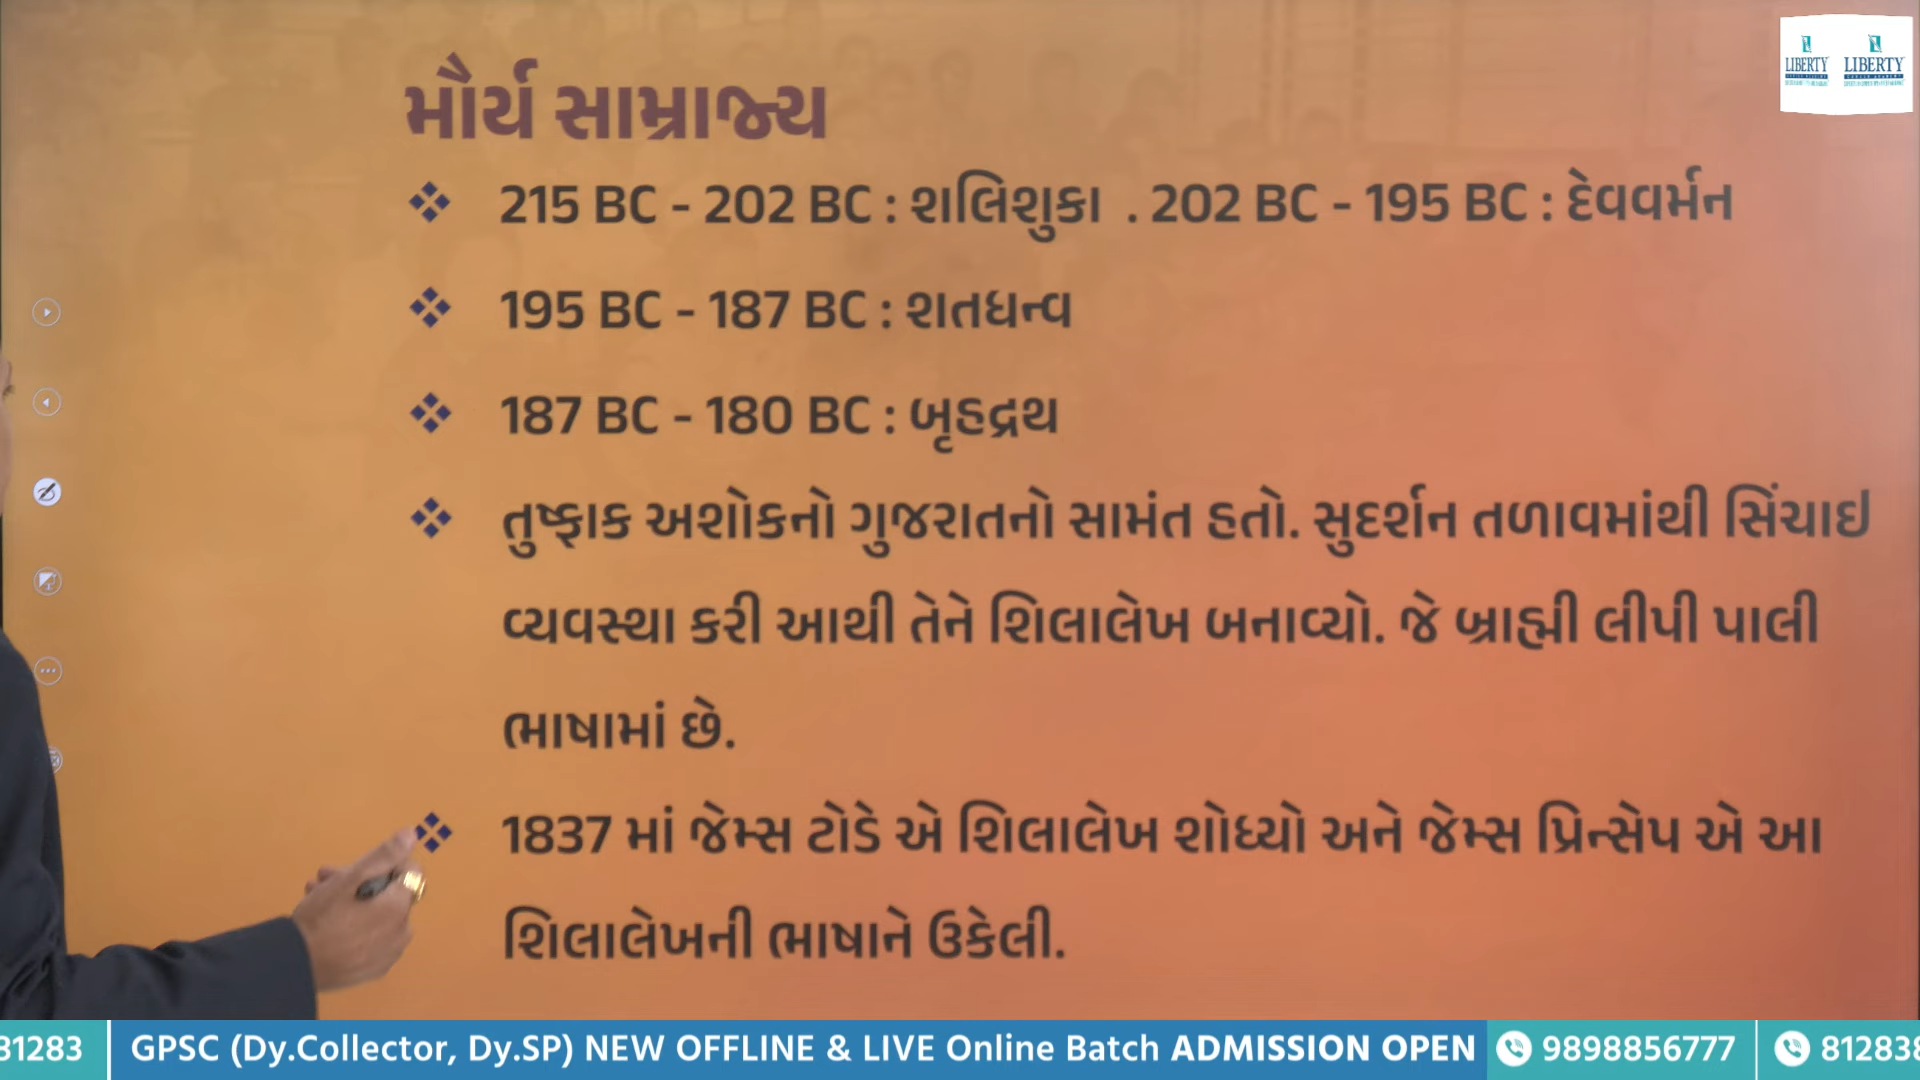 LIBERTY LIBERTY
મૌર્ય સામ્રાજ્ય
215 BC - 202 BC : શલિશુકા . 202 BC - 195 BC : દેવવર્મન
195 BC - 187 BC : શતધન્વ
187 BC - 180 BC : બૃહદ્રથ
તુષ્ફાક અશોકનો ગુજરાતનો સામંત હતો. સુદર્શન તળાવમાંથી સિંચાઇ
વ્યવસ્થા કરી આથી તેને શિલાલેખ બનાવ્યો. જે બ્રાહ્મી લીપી પાલી
ભાષામાં છે.
1837 માં જેમ્સ ટોડે એ શિલાલેખ શોધ્યો અને જેમ્સ પ્રિન્સેપ એ આ
શિલાલેખની ભાષાને ઉકેલી.
81283 GPSC (Dy.Collector, Dy.SP) NEW OFFLINE & LIVE Online Batch ADMISSION OPEN 9898856777 81283